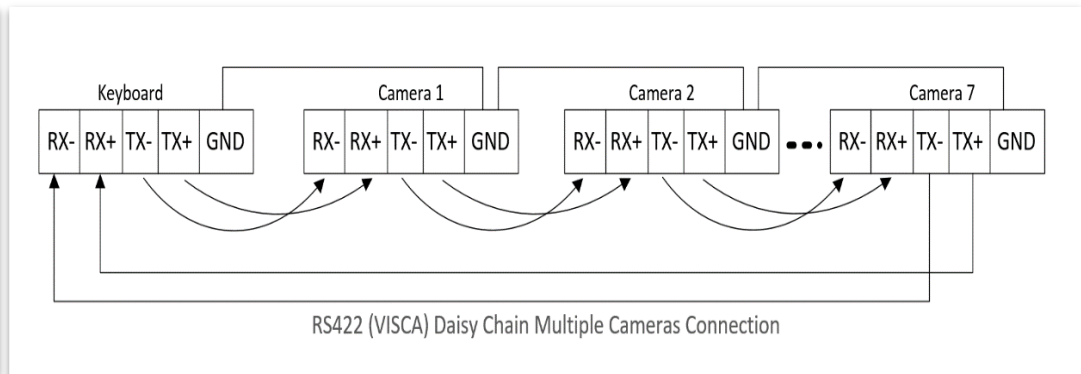 Keyboard Camera 1 Camera 2 Camera 7
RX- RX+ TX- TX+ GND RX- RX+ TX- TX+ GND RX- RX+ TX- TX+ GND RX- RX+ TX- TX+ GND
RS422 (VISCA) Daisy Chain Multiple Cameras Connection